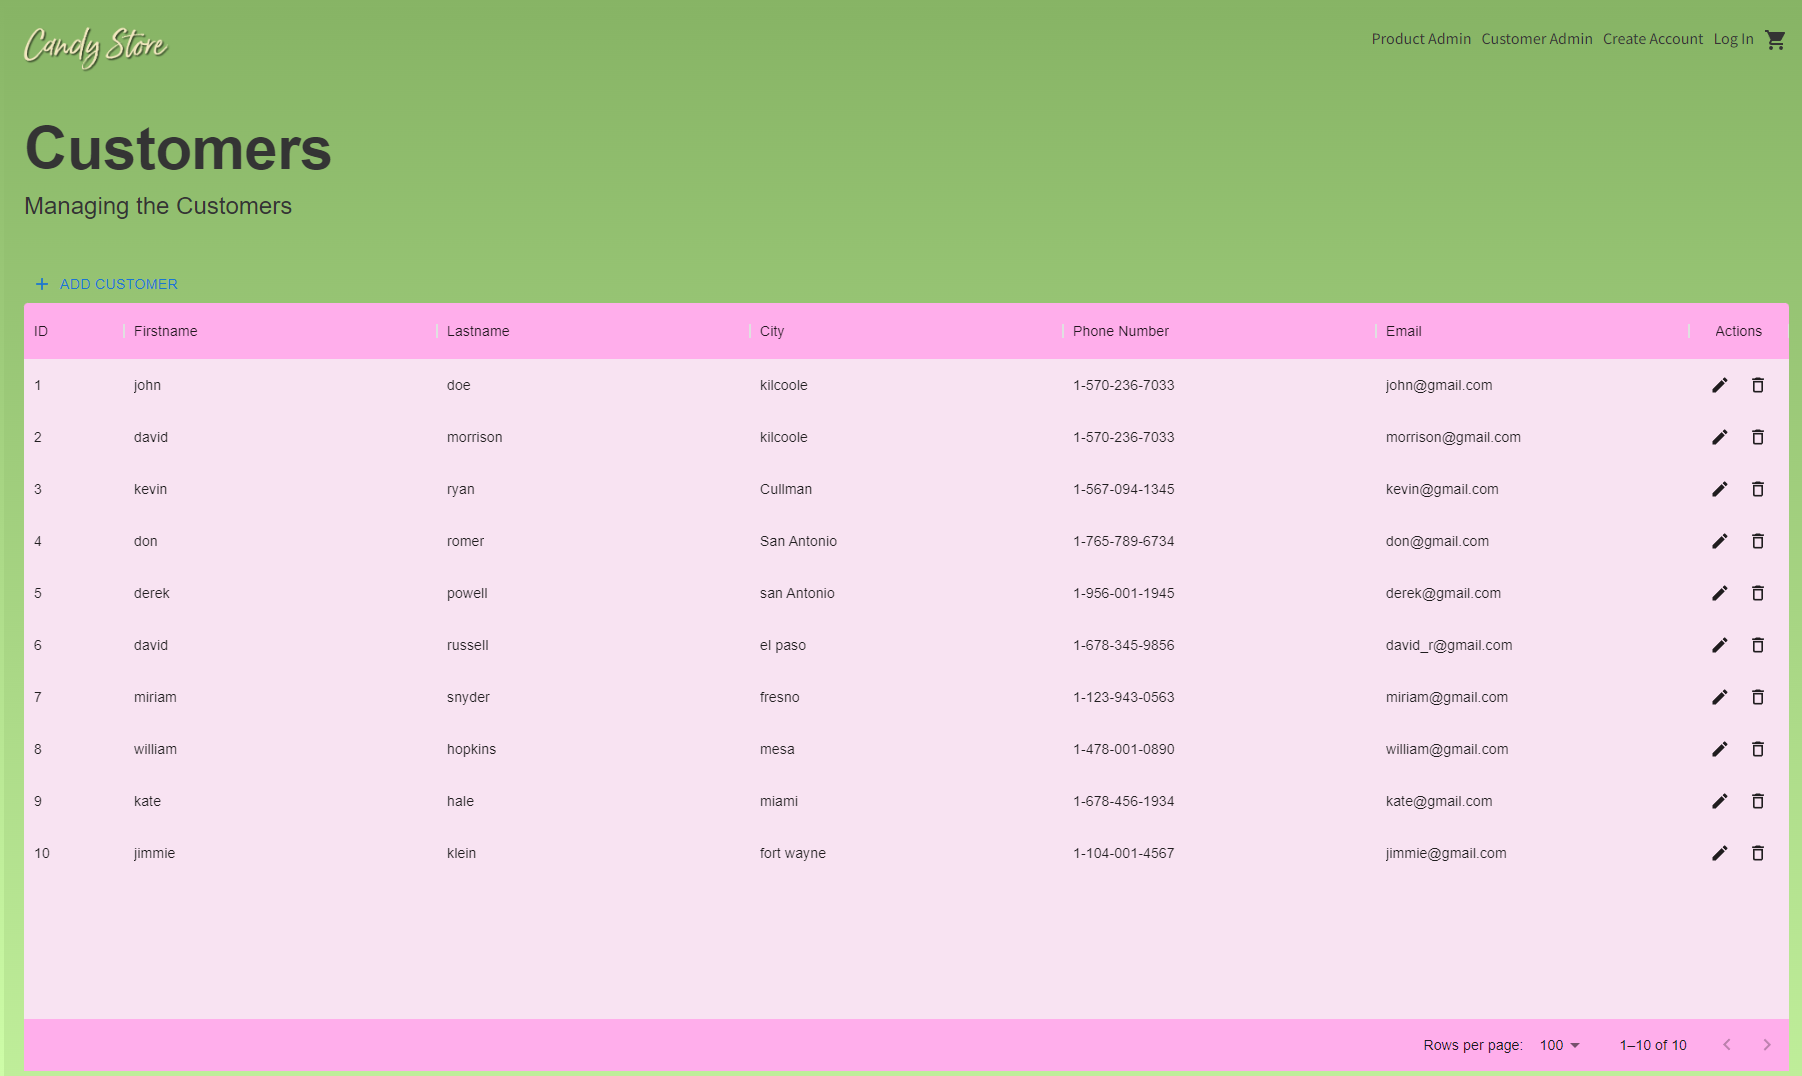 Candy Store
Product Admin Customer Admin Create Account Log In
Customers
Managing the Customers
ADD CUSTOMER
ID Firstname Lastname City Phone Number Email Actions
1 john doe kilcoole 1-570-236-7033 john@gmail.com
2 david morrison kilcoole 1-570-236-7033 morrison@gmail.com
3 kevin ryan Cullman 1-567-094-1345 kevin@gmail.com
4 don romer San Antonio 1-765-789-6734 don@gmail.com
5 derek powell san Antonio 1-956-001-1945 derek@gmail.com
6 david russell el paso 1-678-345-9856 david_r@gmail.com
7 miriam snyder fresno 1-123-943-0563 miriam@gmail.com
8 william hopkins mesa 1-478-001-0890 william@gmail.com
9 kate hale miami 1-678-456-1934 kate@gmail.com
10 jimmie klein fort wayne 1-104-001-4567 jimmie@gmail.com
Rows per page: 100 1–10 of 10